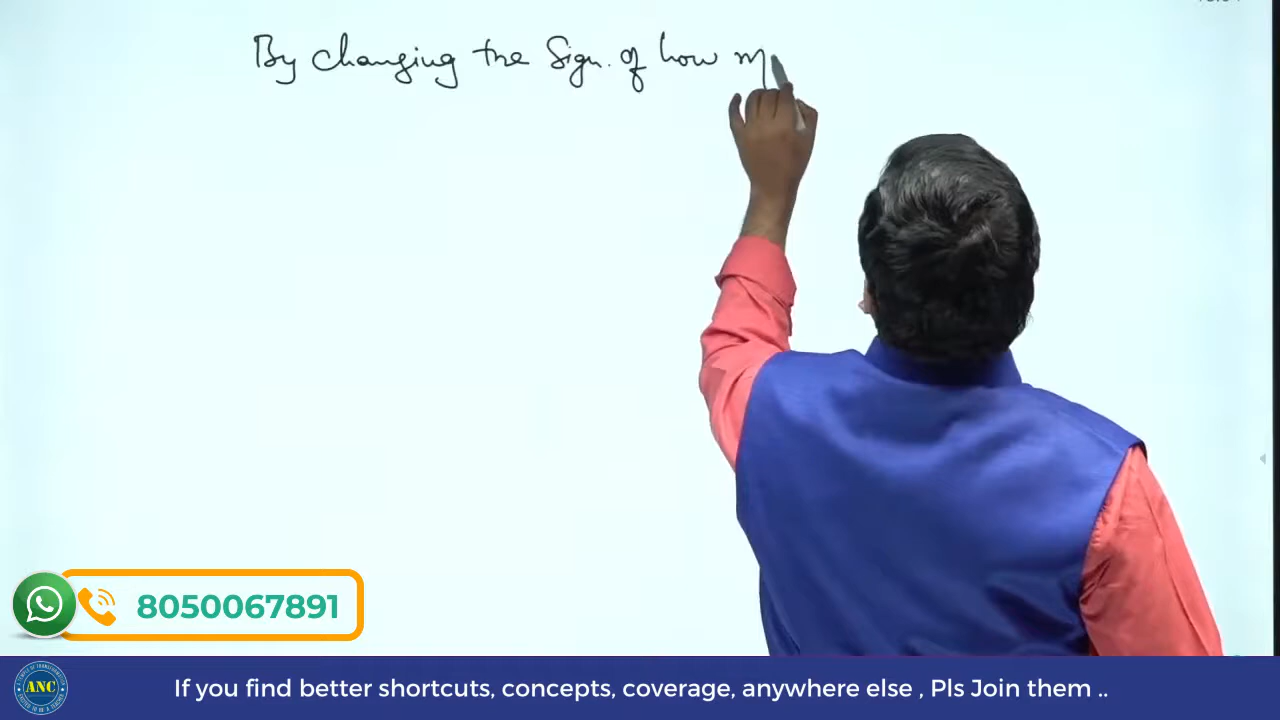 By changing the Sign. of how m
8050067891
ANC
If you find better shortcuts, concepts, coverage, anywhere else , Pls Join them ..